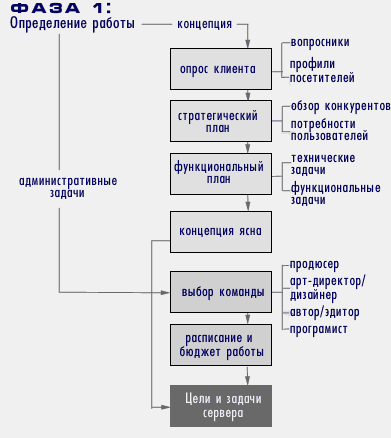 ФАЗА 1:
Определение работы
концепция
опрос клиента
вопросники
профили
посетителей
стратегический
план
обзор конкурентов
потребности
пользователей
функциональный
план
технические
задачи
функциональные
задачи
административные
задачи
концепция ясна
выбор команды
продюсер
арт-директор/
дизайнер
автор/эдитор
програмист
расписание и
бюджет работы
Цели и задачи
сервера